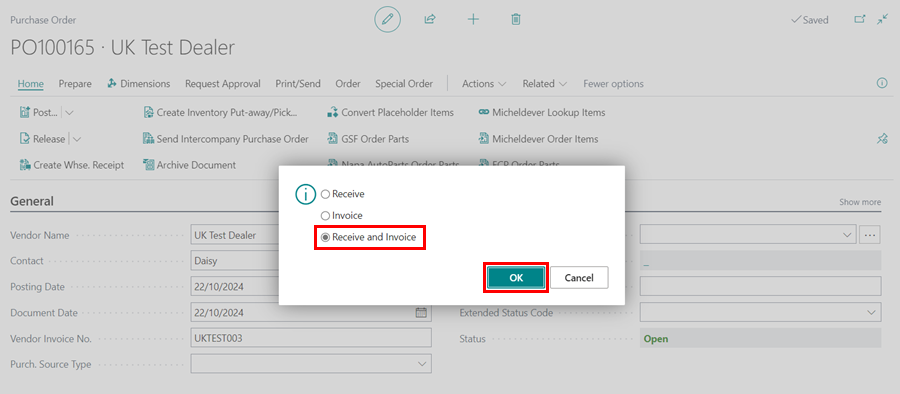 Purchase Order
Saved
PO100165 · UK Test Dealer
Home Prepare Dimensions Request Approval Print/Send Order Special Order Actions Related Fewer options
Post... Create Inventory Put-away/Pick... Convert Placeholder Items Micheldever Lookup Items
Release Send Intercompany Purchase Order GSF Order Parts Micheldever Order Items
Create Whse. Receipt Archive Document Napa AutoParts Order Parts ECP Order Parts
General Show more
Receive
Invoice
Receive and Invoice
OK Cancel
Vendor Name UK Test Dealer
Contact Daisy
Posting Date 22/10/2024
Document Date 22/10/2024 Extended Status Code
Vendor Invoice No. UKTEST003 Status Open
Purch. Source Type